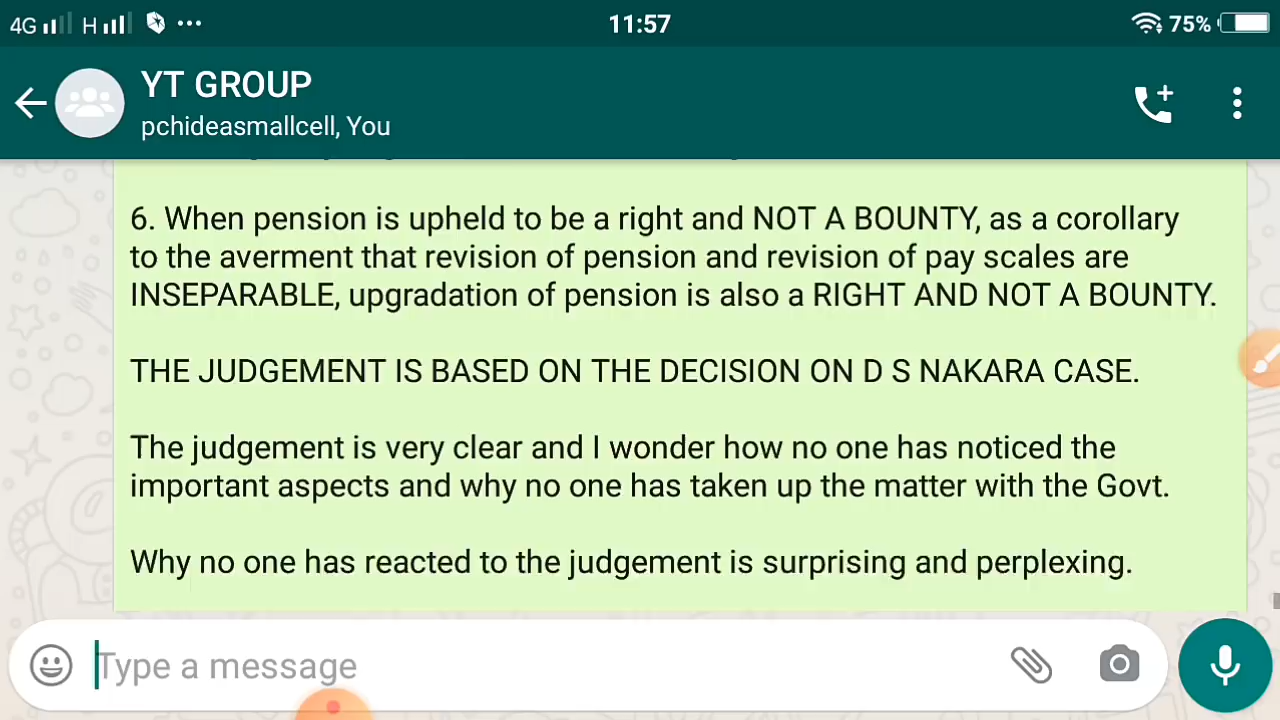 4G H 11:57 75%
YT GROUP
pchideasmallcell, You
6. When pension is upheld to be a right and NOT A BOUNTY, as a corollary
to the averment that revision of pension and revision of pay scales are
INSEPARABLE, upgradation of pension is also a RIGHT AND NOT A BOUNTY.
THE JUDGEMENT IS BASED ON THE DECISION ON D S NAKARA CASE.
The judgement is very clear and I wonder how no one has noticed the
important aspects and why no one has taken up the matter with the Govt.
Why no one has reacted to the judgement is surprising and perplexing.
Type a message